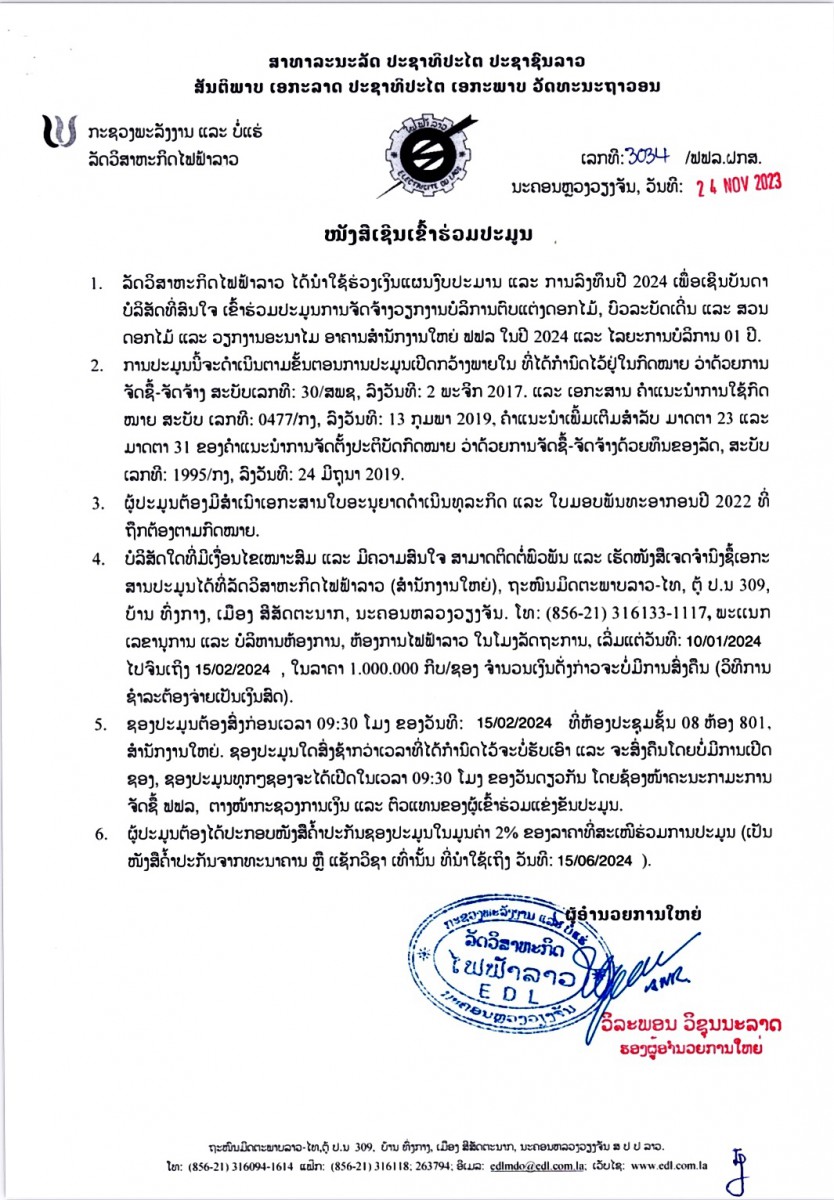 ສາທາລະນະລັດ ປະຊາທິປະໄຕ ປະຊາຊົນລາວ
ສັນຕິພາບ ເອກະລາດ ປະຊາທິປະໄຕ ເອກະພາບ ວັດທະນະຖາວອນ
ກະຊວງພະລັງງານ ແລະ ບໍ່ແຮ່
ລັດວິສາຫະກິດໄຟຟ້າລາວ
ໄຟຟ້າລາວ
ELECTRICITE DU LAOS
ເລກທີ:3034 /ຟຟລ.ຝກສ.
ນະຄອນຫຼວງວຽງຈັນ, ວັນທີ: 24 NOV 2023
ໜັງສືເຊີນເຂົ້າຮ່ວມປະມູນ
1. ລັດວິສາຫະກິດໄຟຟ້າລາວ ໄດ້ນຳໃຊ້ຮ່ວງເງິນແຜນງົບປະມານ ແລະ ການລົງທຶນປີ 2024 ເພື່ອເຊີນບັນດາ
ບໍລິສັດທີ່ສົນໃຈ ເຂົ້າຮ່ວມປະມູນການຈັດຈ້າງວຽກງານບໍລິການຕົບແຕ່ງດອກໄມ້, ບົວລະບັດເດີ່ນ ແລະ ສວນ
ດອກໄມ້ ແລະ ວຽກງານອະນາໄມ ອາຄານສຳນັກງານໃຫຍ່ ຟຟລ ໃນປີ 2024 ແລະ ໄລຍະການບໍລິການ 01 ປີ.
2. ການປະມູນນີ້ຈະດຳເນີນຕາມຂັ້ນຕອນການປະມູນເປີດກວ້າງພາຍໃນ ທີ່ໄດ້ກຳນົດໄວ້ຢູ່ໃນກົດໝາຍ ວ່າດ້ວຍການ
ຈັດຊື້-ຈັດຈ້າງ ສະບັບເລກທີ: 30/ສພຊ, ລົງວັນທີ: 2 ພະຈິກ 2017. ແລະ ເອກະສານ ຄຳແນະນຳການໃຊ້ກົດ
ໝາຍ ສະບັບ ເລກທີ: 0477/ກງ, ລົງວັນທີ: 13 ກຸມພາ 2019, ຄຳແນະນຳເພີ້ມເຕີມສຳລັບ ມາດຕາ 23 ແລະ
ມາດຕາ 31 ຂອງຄຳແນະນຳການຈັດຕັ້ງປະຕິບັດກົດໝາຍ ວ່າດ້ວຍການຈັດຊື້-ຈັດຈ້າງດ້ວຍທຶນຂອງລັດ, ສະບັບ
ເລກທີ: 1995/ກງ, ລົງວັນທີ: 24 ມິຖຸນາ 2019.
3. ຜູ້ປະມູນຕ້ອງມີສຳເນົາເອກະສານໃບອະນຸຍາດດຳເນີນທຸລະກິດ ແລະ ໃບມອບພັນທະອາກອນປີ 2022 ທີ່
ຖືກຕ້ອງຕາມກົດໝາຍ.
4. ບໍລິສັດໃດທີ່ມີເງື່ອນໄຂເໝາະສົມ ແລະ ມີຄວາມສົນໃຈ ສາມາດຕິດຕໍ່ພົວພັນ ແລະ ເຮັດໜັງສືເຈດຈຳນົງຊື້ເອກະ
ສານປະມູນໄດ້ທີ່ລັດວິສາຫະກິດໄຟຟ້າລາວ (ສຳນັກງານໃຫຍ່), ຖະໜົນມິດຕະພາບລາວ-ໄທ, ຕູ້ ປ.ນ 309,
ບ້ານ ທົ່ງກາງ, ເມືອງ ສີສັດຕະນາກ, ນະຄອນຫລວງວຽງຈັນ. ໂທ: (856-21) 316133-1117, ພະແນກ
ເລຂານຸການ ແລະ ບໍລິຫານຫ້ອງການ, ຫ້ອງການໄຟຟ້າລາວ ໃນໂມງລັດຖະການ, ເລີ່ມແຕ່ວັນທີ: 10/01/2024
ໄປຈົນເຖິງ 15/02/2024 , ໃນລາຄາ 1.000.000 ກີບ/ຊອງ ຈຳນວນເງິນດັ່ງກ່າວຈະບໍ່ມີການສົ່ງຄືນ (ວິທີການ
ຊຳລະຕ້ອງຈ່າຍເປັນເງິນສົດ).
5. ຊອງປະມູນຕ້ອງສົ່ງກ່ອນເວລາ 09:30 ໂມງ ຂອງວັນທີ: 15/02/2024 ທີ່ຫ້ອງປະຊຸມຊັ້ນ 08 ຫ້ອງ 801,
ສຳນັກງານໃຫຍ່. ຊອງປະມູນໃດສົ່ງຊ້າກວ່າເວລາທີ່ໄດ້ກຳນົດໄວ້ຈະບໍ່ຮັບເອົາ ແລະ ຈະສົ່ງຄືນໂດຍບໍ່ມີການເປີດ
ຊອງ, ຊອງປະມູນທຸກໆຊອງຈະໄດ້ເປີດໃນເວລາ 09:30 ໂມງ ຂອງວັນດຽວກັນ ໂດຍຊ້ອງໜ້າຄະນະກຳມະການ
ຈັດຊື້ ຟຟລ, ຕາງໜ້າກະຊວງການເງິນ ແລະ ຕົວແທນຂອງຜູ້ເຂົ້າຮ່ວມແຂ່ງຂັນປະມູນ.
6. ຜູ້ປະມູນຕ້ອງໄດ້ປະກອບໜັງສືຄ້ຳປະກັນຊອງປະມູນໃນມູນຄ່າ 2% ຂອງລາຄາທີ່ສະເໜີຮ່ວມການປະມູນ (ເປັນ
ໜັງສືຄ້ຳປະກັນຈາກທະນາຄານ ຫຼື ແຊັກວີຊາ ເທົ່ານັ້ນ ທີ່ນຳໃຊ້ເຖິງ ວັນທີ: 15/06/2024 ).
ຜູ້ອຳນວຍການໃຫຍ່
ກະຊວງພະລັງງານ ແລະ ບໍ່ແຮ່
ລັດວິສາຫະກິດ
ໄຟຟ້າລາວ
EDL
ນະຄອນຫຼວງວຽງຈັນ
ວິລະພອນ ວິຊຸນນະລາດ
ຮອງຜູ້ອຳນວຍການໃຫຍ່
ຖະໜົນມິດຕະພາບລາວ-ໄທ,ຕູ້ ປ.ນ 309, ບ້ານ ທົ່ງກາງ, ເມືອງ ສີສັດຕະນາກ, ນະຄອນຫລວງວຽງຈັນ ສ ປ ປ ລາວ.
ໂທ: (856-21) 316094-1614 ແຟັກ: (856-21) 316118; 263794; ອີເມລ: edlmdo@edl.com.la; ເວັບໄຊ: www.edl.com.la